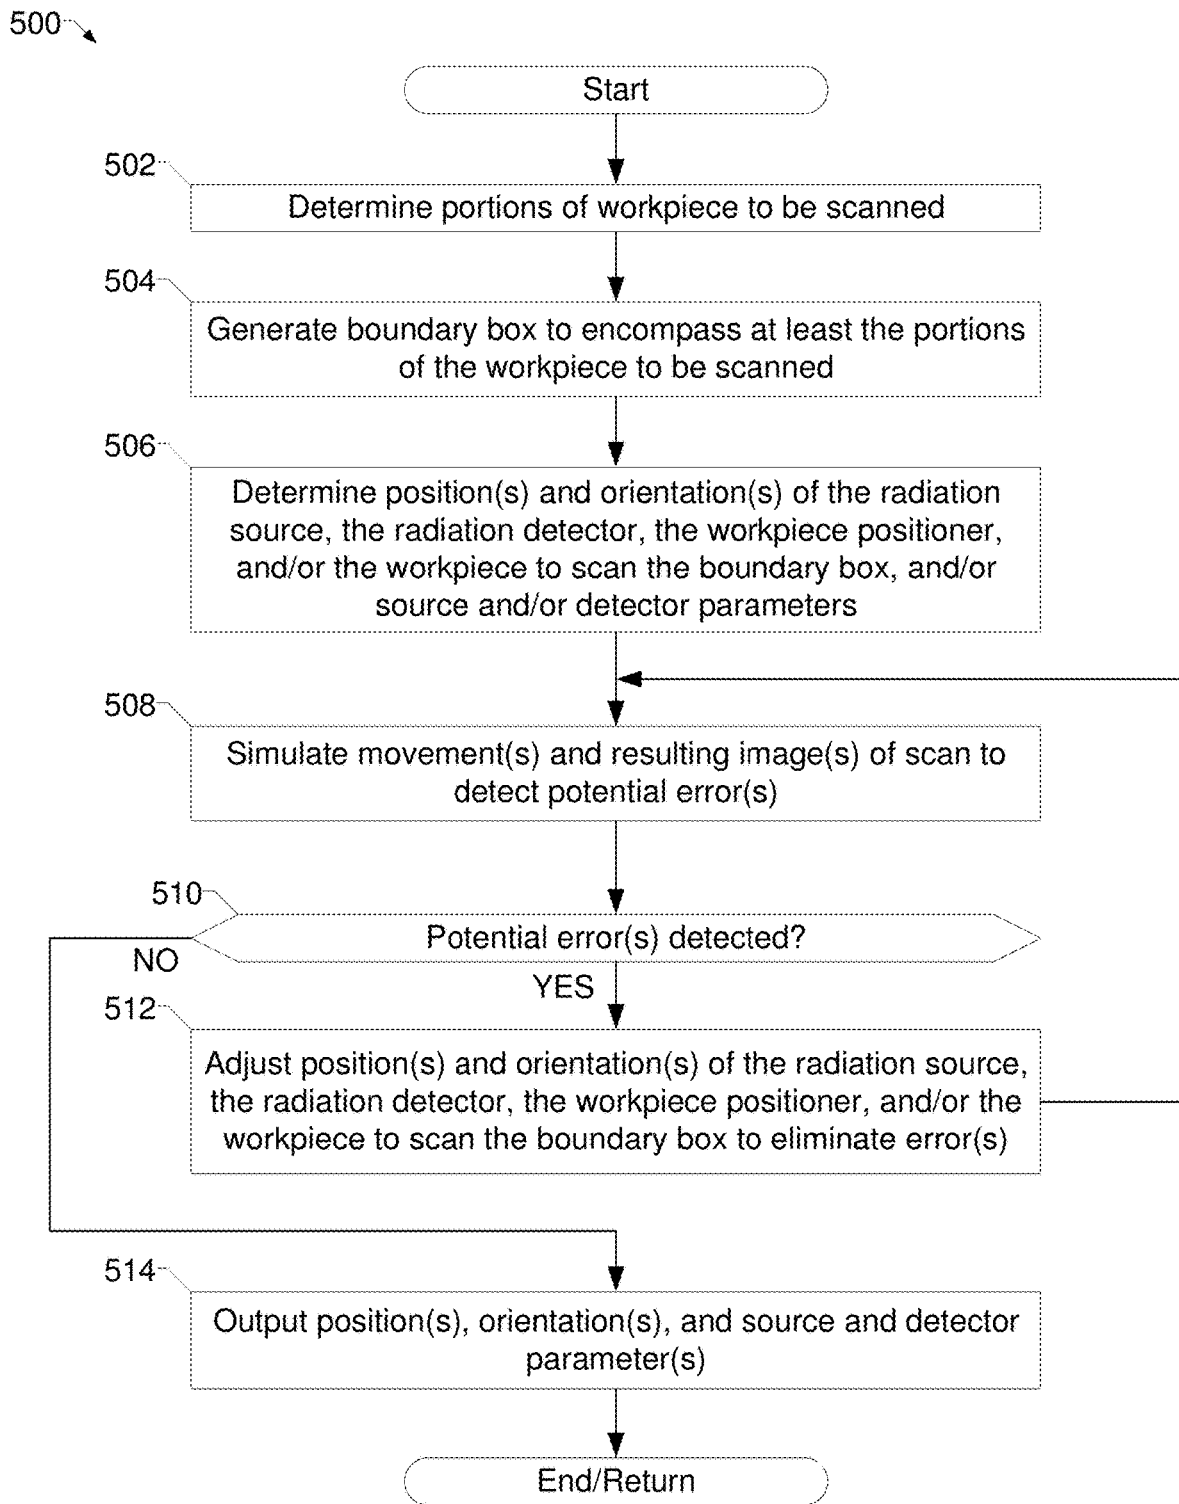 500
Start
502
Determine portions of workpiece to be scanned
504
Generate boundary box to encompass at least the portions
of the workpiece to be scanned
506
Determine position(s) and orientation(s) of the radiation
source, the radiation detector, the workpiece positioner,
and/or the workpiece to scan the boundary box, and/or
source and/or detector parameters
508
Simulate movement(s) and resulting image(s) of scan to
detect potential error(s)
510
Potential error(s) detected?
NO
YES
512
Adjust position(s) and orientation(s) of the radiation source,
the radiation detector, the workpiece positioner, and/or the
workpiece to scan the boundary box to eliminate error(s)
514
Output position(s), orientation(s), and source and detector
parameter(s)
End/Return